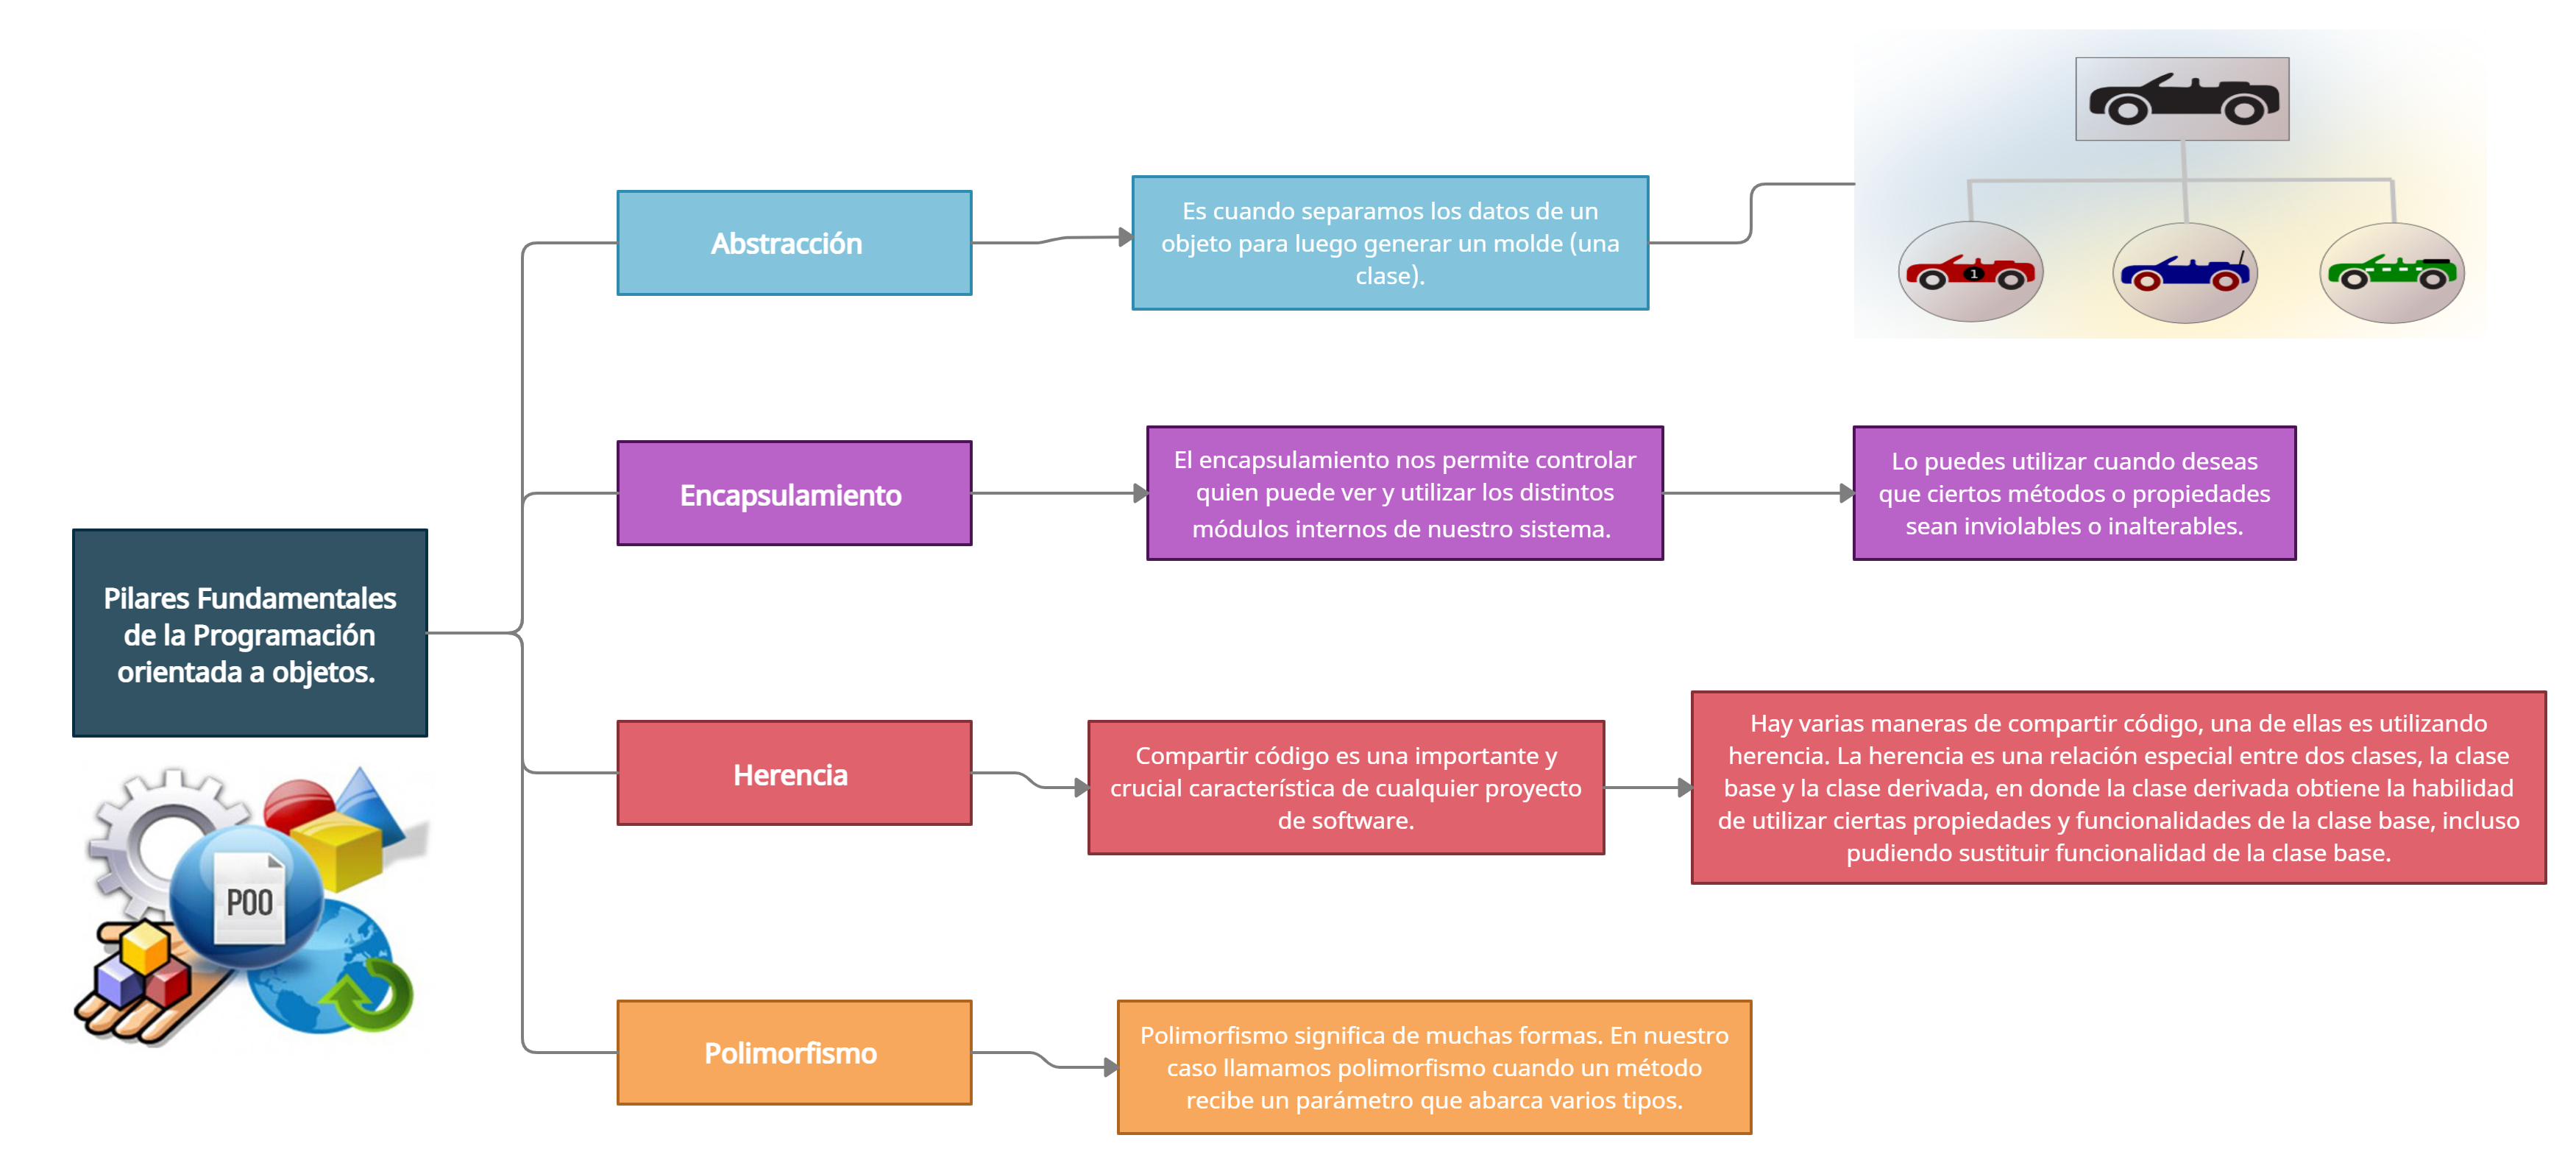 Abstracción
Es cuando separamos los datos de un
objeto para luego generar un molde (una
clase).
1
Encapsulamiento
El encapsulamiento nos permite controlar
quien puede ver y utilizar los distintos
módulos internos de nuestro sistema.
Lo puedes utilizar cuando deseas
que ciertos métodos o propiedades
sean inviolables o inalterables.
Pilares Fundamentales
de la Programación
orientada a objetos.
POO
Herencia
Compartir código es una importante y
crucial característica de cualquier proyecto
de software.
Hay varias maneras de compartir código, una de ellas es utilizando
herencia. La herencia es una relación especial entre dos clases, la clase
base y la clase derivada, en donde la clase derivada obtiene la habilidad
de utilizar ciertas propiedades y funcionalidades de la clase base, incluso
pudiendo sustituir funcionalidad de la clase base.
Polimorfismo
Polimorfismo significa de muchas formas. En nuestro
caso llamamos polimorfismo cuando un método
recibe un parámetro que abarca varios tipos.